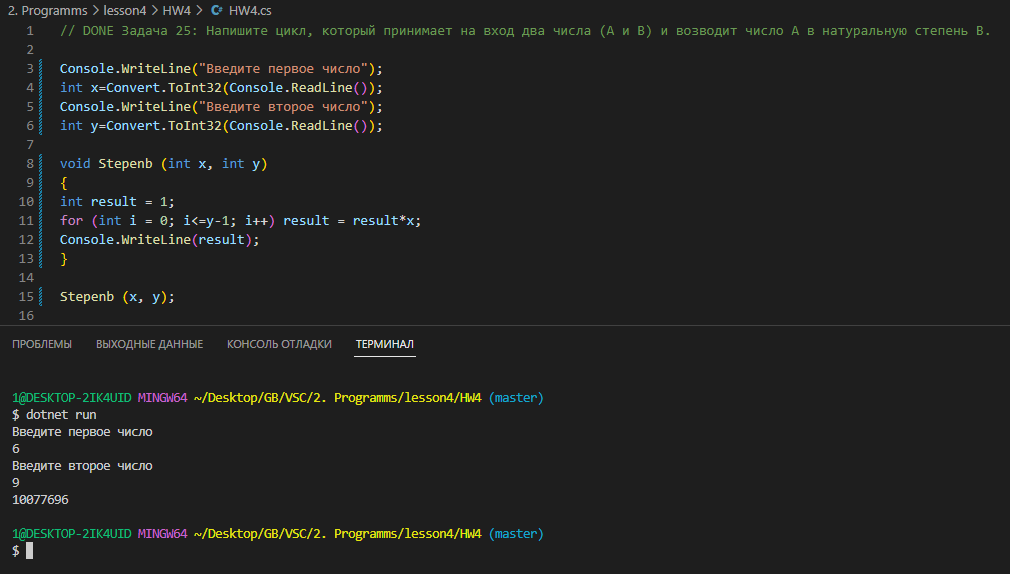 2. Programms > lesson4 > HW4 > HW4.cs
1 // DONE Задача 25: Напишите цикл, который принимает на вход два числа (A и B) и возводит число A в натуральную степень B.
2
3 Console.WriteLine("Введите первое число");
4 int x=Convert.ToInt32(Console.ReadLine());
5 Console.WriteLine("Введите второе число");
6 int y=Convert.ToInt32(Console.ReadLine());
7
8 void Stepenb (int x, int y)
9 {
10 int result = 1;
11 for (int i = 0; i<=y-1; i++) result = result*x;
12 Console.WriteLine(result);
13 }
14
15 Stepenb (x, y);
16
ПРОБЛЕМЫ ВЫХОДНЫЕ ДАННЫЕ КОНСОЛЬ ОТЛАДКИ ТЕРМИНАЛ
1@DESKTOP-2IK4UID MINGW64 ~/Desktop/GB/VSC/2. Programms/lesson4/HW4 (master)
$ dotnet run
Введите первое число
6
Введите второе число
9
10077696
1@DESKTOP-2IK4UID MINGW64 ~/Desktop/GB/VSC/2. Programms/lesson4/HW4 (master)
$